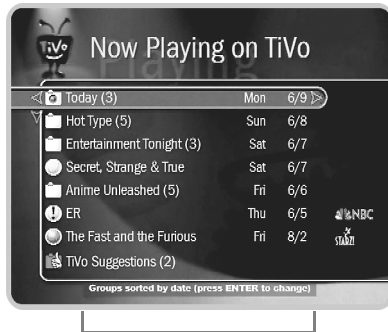 TiVo
Now Playing on TiVo
Today (3) Mon 6/9
Hot Type (5) Sun 6/8
Entertainment Tonight (3) Sat 6/7
Secret, Strange & True Sat 6/7
Anime Unleashed (5) Fri 6/6
ER Thu 6/5 NBC
The Fast and the Furious Fri 8/2 STARZ!
TiVo Suggestions (2)
Groups sorted by date (press ENTER to change)